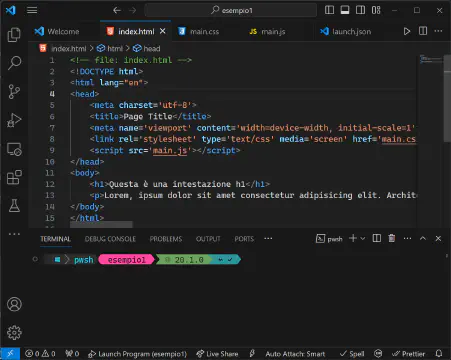 esempio1
Welcome
index.html
main.css
main.js
launch.json
index.html > html > head
1 <!-- file: index.html -->
2 <!DOCTYPE html>
3 <html lang="en">
4 <head>
5 <meta charset='utf-8'>
6 <title>Page Title</title>
7 <meta name='viewport' content='width=device-width, initial-scale=1'
8 <link rel='stylesheet' type='text/css' media='screen' href='main.cs
9 <script src='main.js'></script>
10 </head>
11 <body>
12 <h1>Questa è una intestazione h1</h1>
13 <p>Lorem, ipsum dolor sit amet consectetur adipisicing elit. Archit
14 </body>
15 </html>
TERMINAL DEBUG CONSOLE PROBLEMS OUTPUT PORTS ··· pwsh
pwsh esempio1 20.1.0
0 0 0 Launch Program (esempio1) Live Share Auto Attach: Smart Spell Prettier